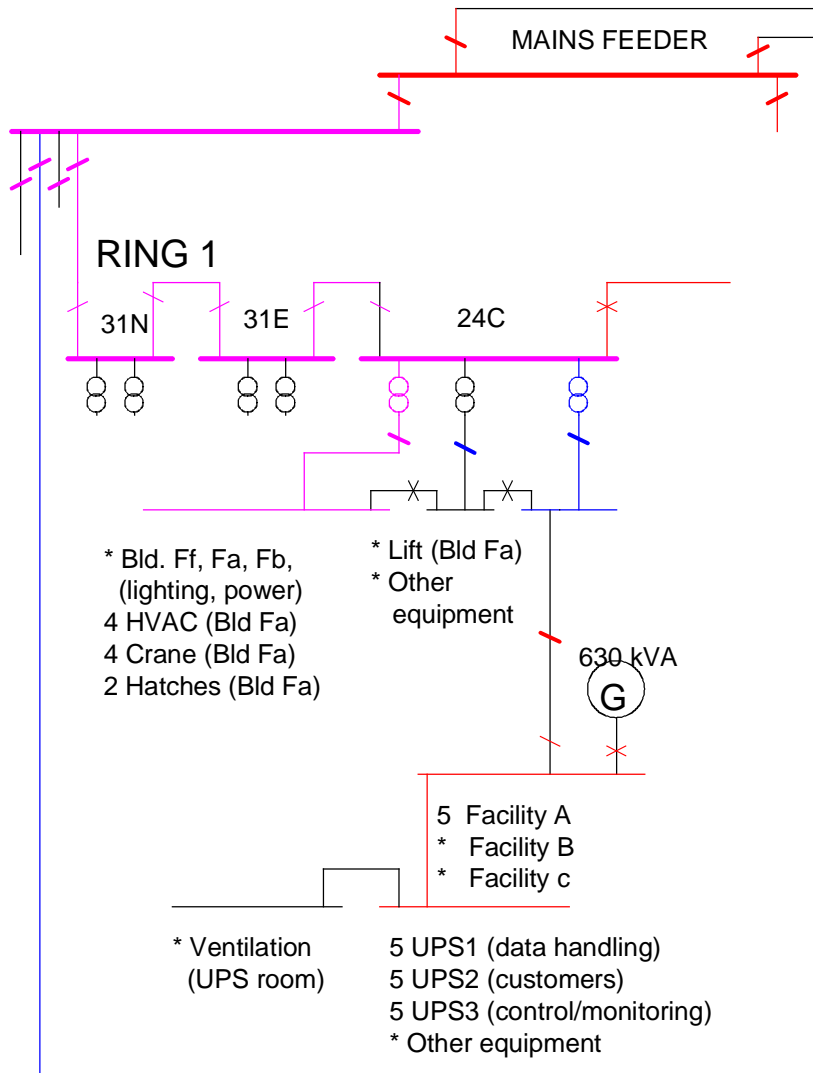 MAINS FEEDER
RING 1
31N
31E
24C
* Bld. Ff, Fa, Fb,
(lighting, power)
4 HVAC (Bld Fa)
4 Crane (Bld Fa)
2 Hatches (Bld Fa)
* Lift (Bld Fa)
* Other
equipment
630 kVA
G
5 Facility A
* Facility B
* Facility c
* Ventilation
(UPS room)
5 UPS1 (data handling)
5 UPS2 (customers)
5 UPS3 (control/monitoring)
* Other equipment